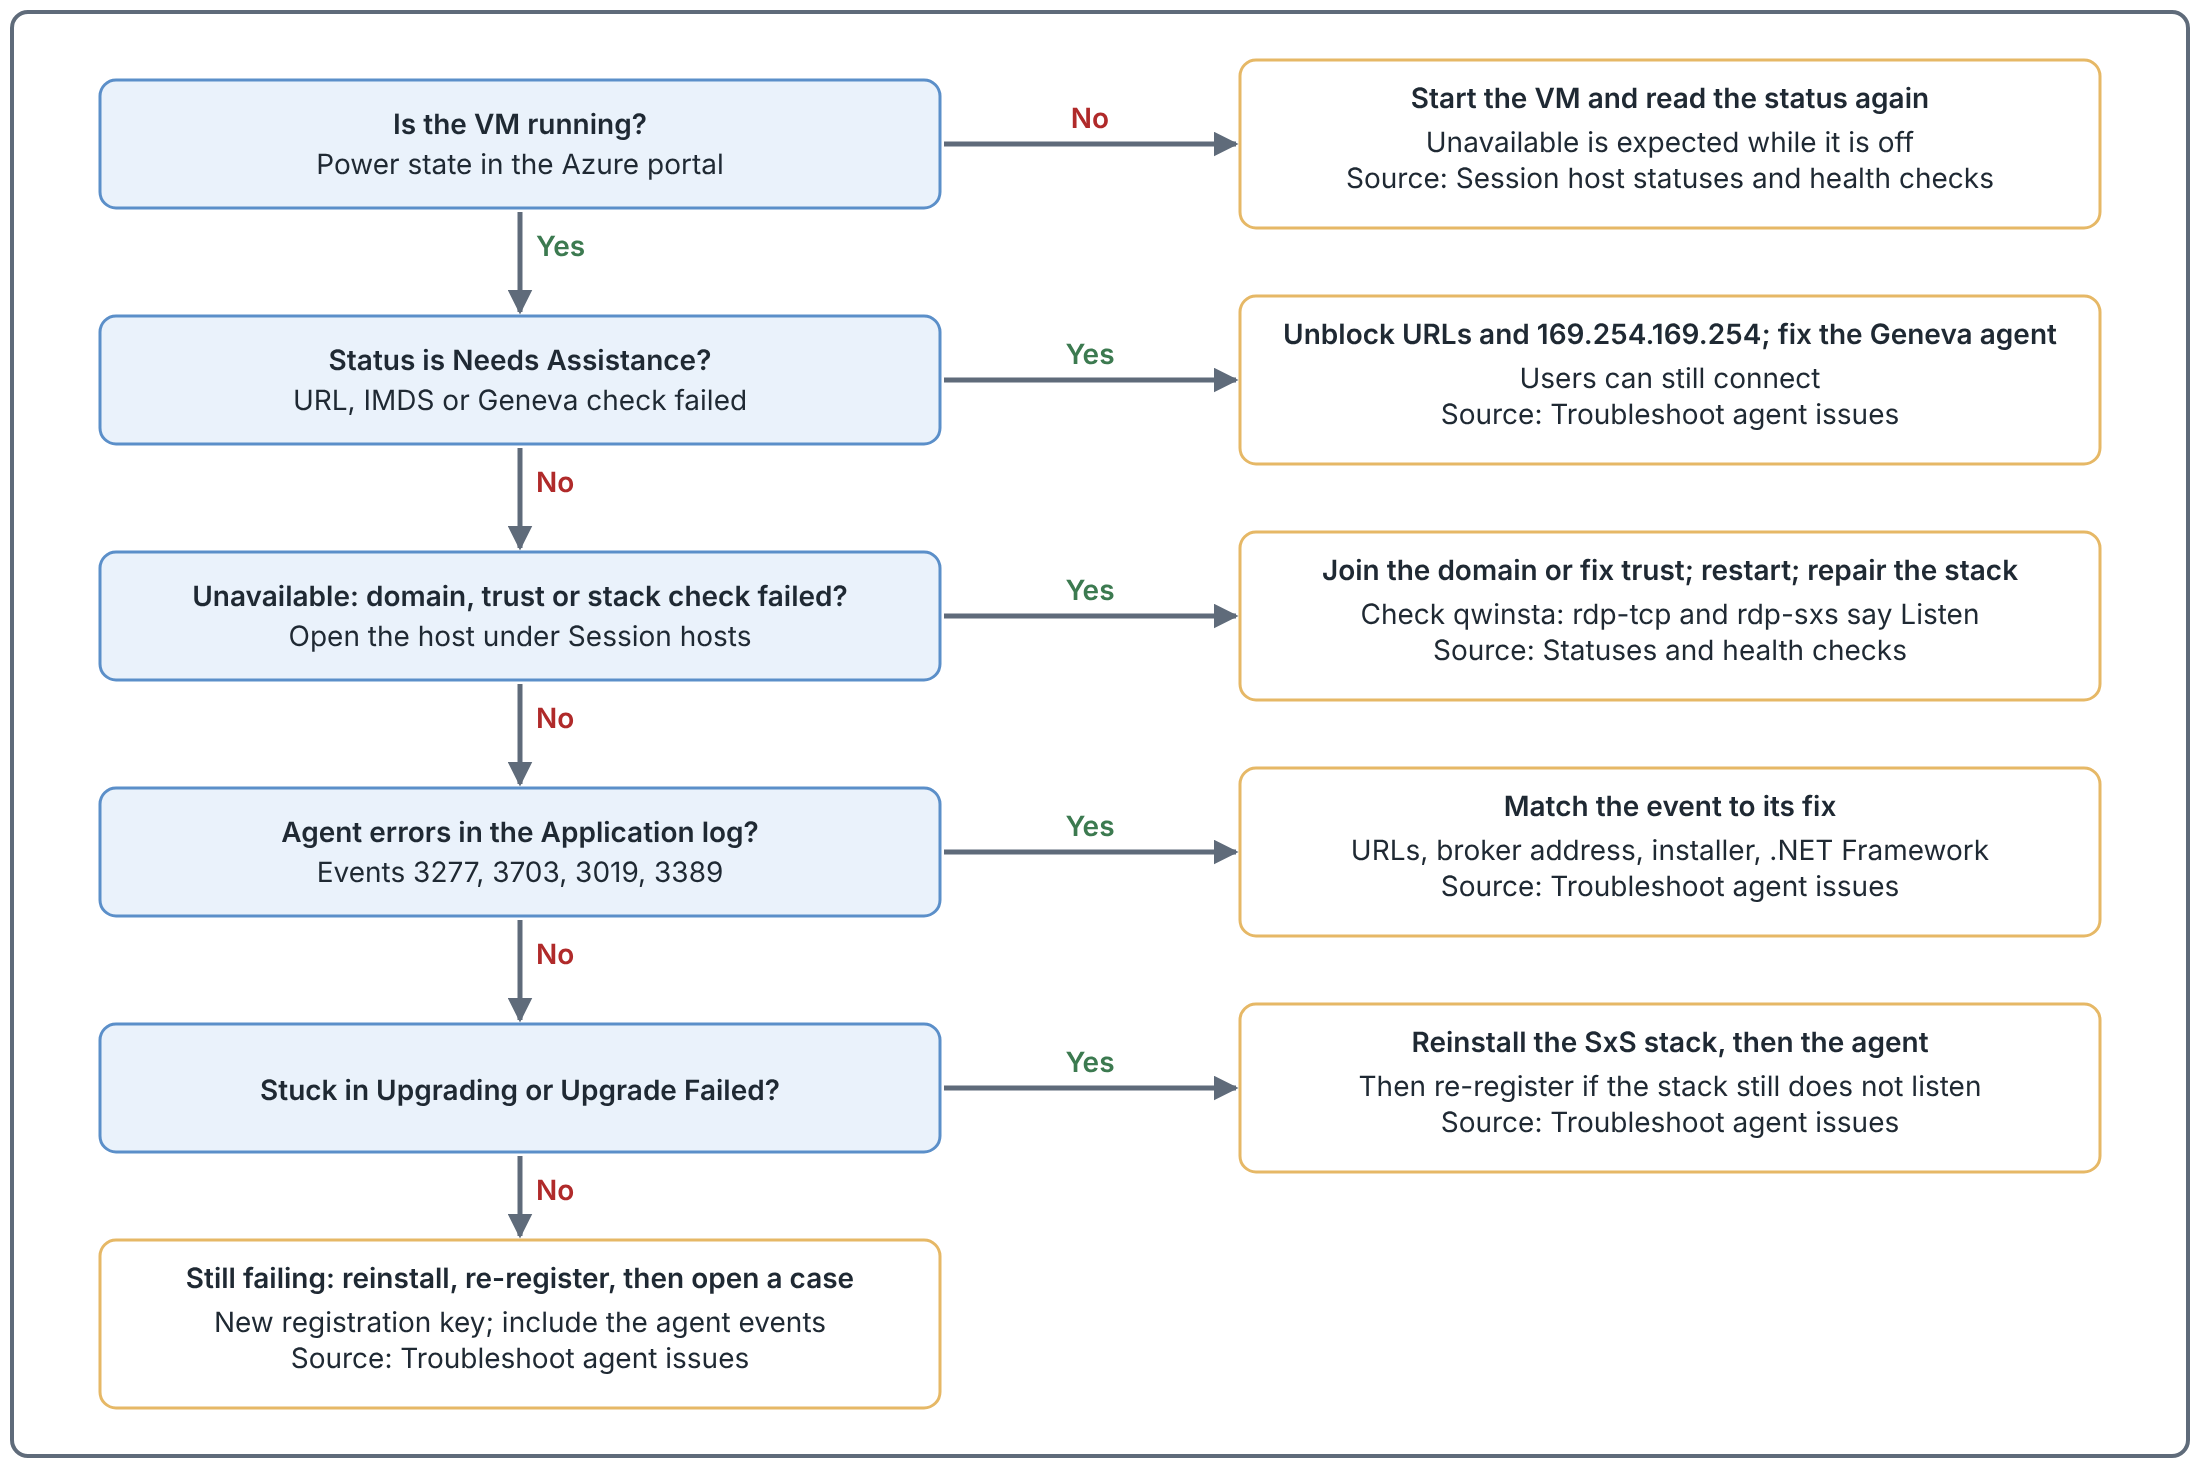 Is the VM running?
Power state in the Azure portal
No
Start the VM and read the status again
Unavailable is expected while it is off
Source: Session host statuses and health checks
Yes
Status is Needs Assistance?
URL, IMDS or Geneva check failed
Yes
Unblock URLs and 169.254.169.254; fix the Geneva agent
Users can still connect
Source: Troubleshoot agent issues
No
Unavailable: domain, trust or stack check failed?
Open the host under Session hosts
Yes
Join the domain or fix trust; restart; repair the stack
Check qwinsta: rdp-tcp and rdp-sxs say Listen
Source: Statuses and health checks
No
Agent errors in the Application log?
Events 3277, 3703, 3019, 3389
Yes
Match the event to its fix
URLs, broker address, installer, .NET Framework
Source: Troubleshoot agent issues
No
Stuck in Upgrading or Upgrade Failed?
Yes
Reinstall the SxS stack, then the agent
Then re-register if the stack still does not listen
Source: Troubleshoot agent issues
No
Still failing: reinstall, re-register, then open a case
New registration key; include the agent events
Source: Troubleshoot agent issues